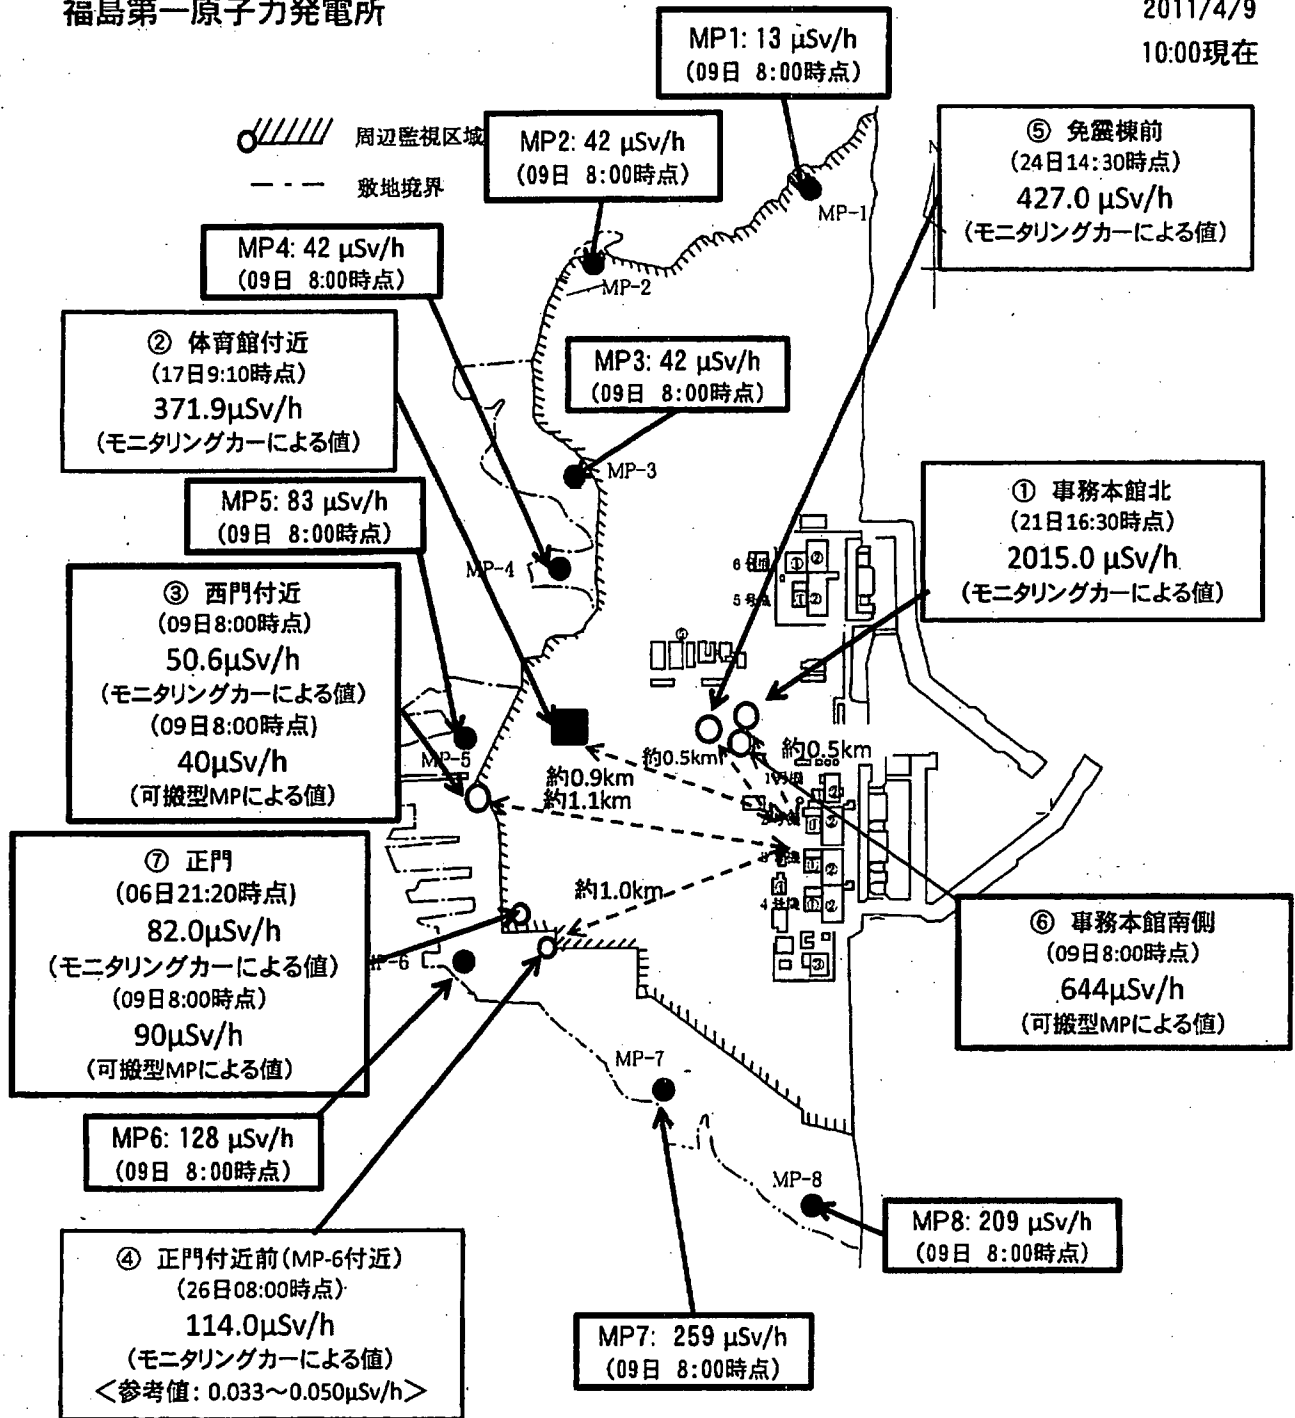 福島第一原子力発電所
2011/4/9
10:00現在
MP1: 13 μSv/h
(09日 8:00時点)
周辺監視区域
敷地境界
MP2: 42 μSv/h
(09日 8:00時点)
⑤ 免震棟前
(24日14:30時点)
427.0 μSv/h
(モニタリングカーによる値)
N
MP-1
MP4: 42 μSv/h
(09日 8:00時点)
MP-2
② 体育館付近
(17日9:10時点)
371.9μSv/h
(モニタリングカーによる値)
MP3: 42 μSv/h
(09日 8:00時点)
MP-3
① 事務本館北
(21日16:30時点)
2015.0 μSv/h
(モニタリングカーによる値)
MP5: 83 μSv/h
(09日 8:00時点)
MP-4
③ 西門付近
(09日8:00時点)
50.6μSv/h
(モニタリングカーによる値)
(09日8:00時点)
40μSv/h
(可搬型MPによる値)
MP-5
約0.5km
約0.5km
約0.9km
約1.1km
約1.0km
⑦ 正門
(06日21:20時点)
82.0μSv/h
(モニタリングカーによる値)
(09日8:00時点)
90μSv/h
(可搬型MPによる値)
⑥ 事務本館南側
(09日8:00時点)
644μSv/h
(可搬型MPによる値)
MP-7
MP6: 128 μSv/h
(09日 8:00時点)
MP-8
MP8: 209 μSv/h
(09日 8:00時点)
④ 正門付近前(MP-6付近)
(26日08:00時点)
114.0μSv/h
(モニタリングカーによる値)
＜参考値: 0.033～0.050μSv/h＞
MP7: 259 μSv/h
(09日 8:00時点)